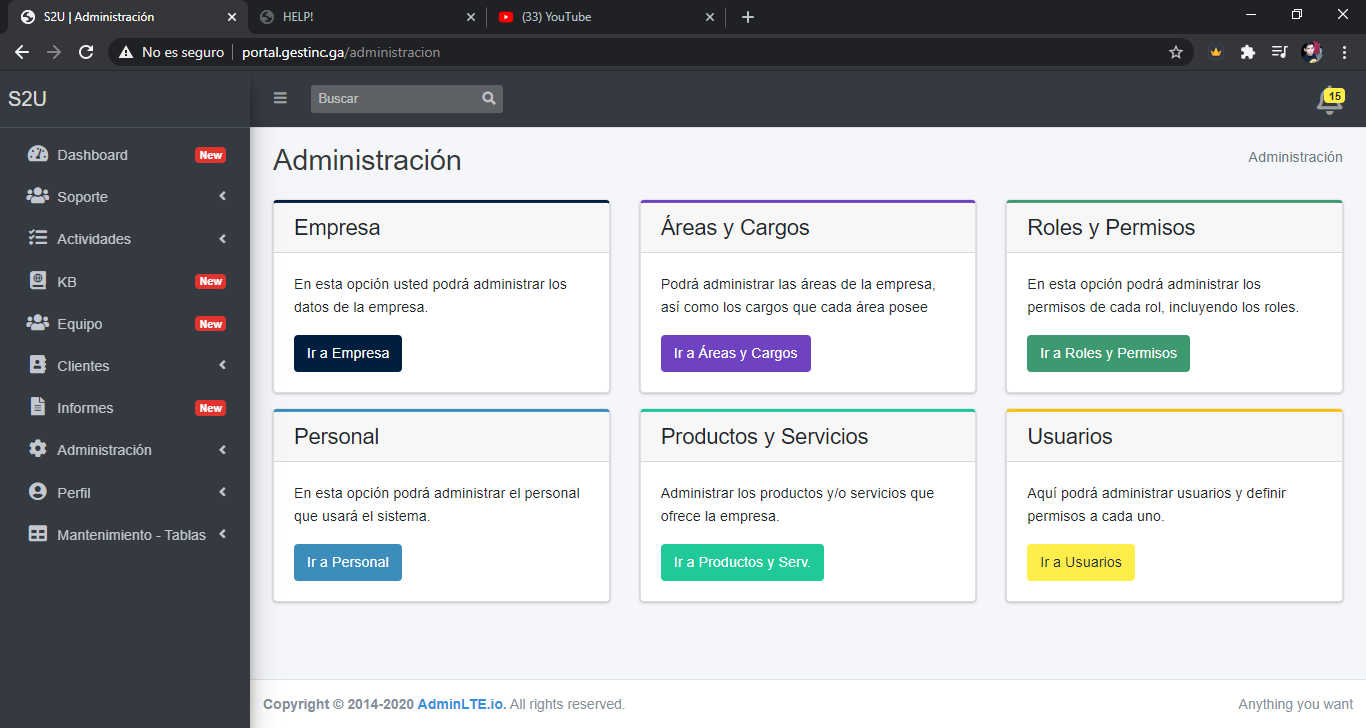 S2U | Administración
HELP!
(33) YouTube
No es seguro
portal.gestinc.ga/administracion
S2U
Buscar
15
Dashboard New
Soporte
Actividades
KB New
Equipo New
Clientes
Informes New
Administración
Perfil
Mantenimiento - Tablas
Administración
Administración
Empresa
En esta opción usted podrá administrar los
datos de la empresa.
Ir a Empresa
Áreas y Cargos
Podrá administrar las áreas de la empresa,
así como los cargos que cada área posee
Ir a Áreas y Cargos
Roles y Permisos
En esta opción podrá administrar los
permisos de cada rol, incluyendo los roles.
Ir a Roles y Permisos
Personal
En esta opción podrá administrar el personal
que usará el sistema.
Ir a Personal
Productos y Servicios
Administrar los productos y/o servicios que
ofrece la empresa.
Ir a Productos y Serv.
Usuarios
Aquí podrá administrar usuarios y definir
permisos a cada uno.
Ir a Usuarios
Copyright © 2014-2020 AdminLTE.io. All rights reserved.
Anything you want